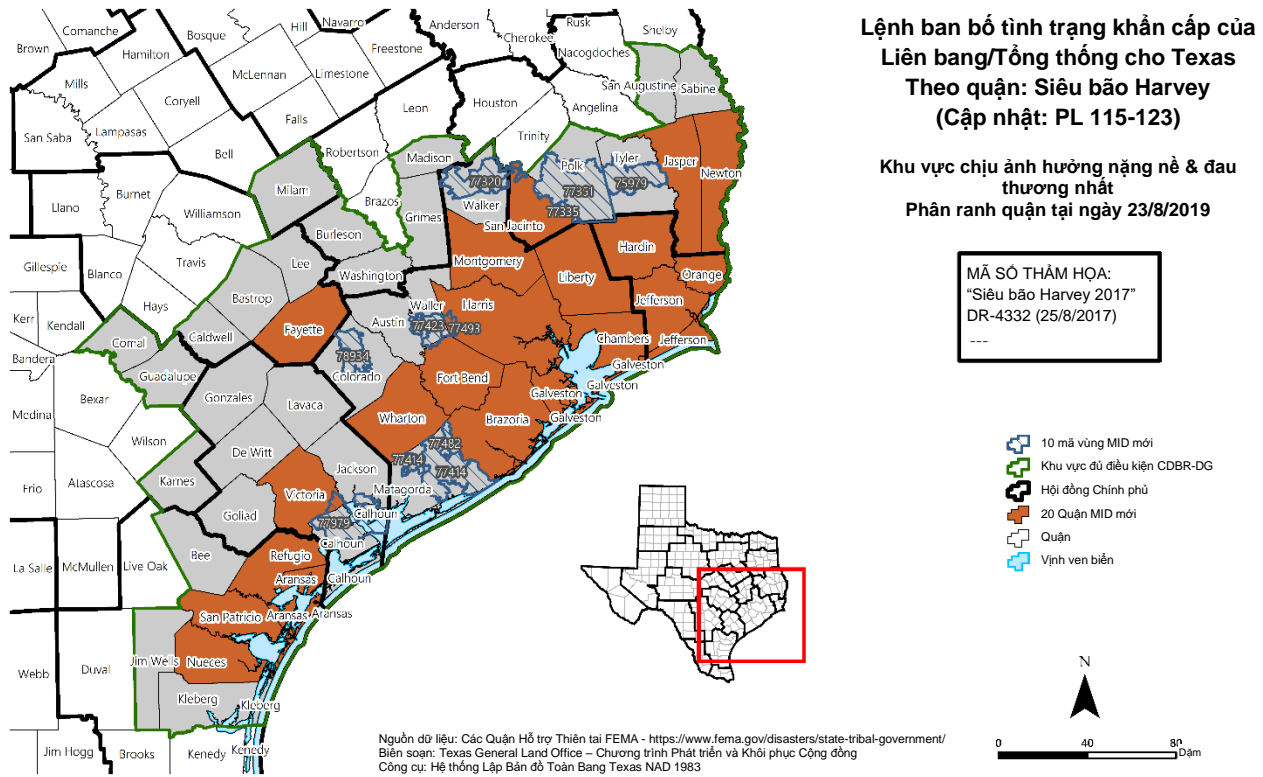 Lệnh ban bố tình trạng khẩn cấp của
Liên bang/Tổng thống cho Texas
Theo quận: Siêu bão Harvey
(Cập nhật: PL 115-123)
Khu vực chịu ảnh hưởng nặng nề & đau
thương nhất
Phân ranh quận tại ngày 23/8/2019
MÃ SỐ THẢM HỌA:
“Siêu bão Harvey 2017”
DR-4332 (25/8/2017)
---
10 mã vùng MID mới
Khu vực đủ điều kiện CDBR-DG
Hội đồng Chính phủ
20 Quận MID mới
Quận
Vịnh ven biển
N
0 40 80
Dặm
Comanche
Brown
Hamilton
Bosque
Hill
Navarro
Anderson
Cherokee
Rusk
Shelby
Nacogdoches
Freestone
Limestone
McLennan
Mills
Coryell
Falls
Leon
Houston
Angelina
San Augustine
Sabine
San Saba
Lampasas
Bell
Robertson
Madison
Trinity
Polk
Tyler
Jasper
Newton
Milam
77320
77351
75979
77335
Burnet
Llano
Williamson
Brazos
Grimes
Walker
San Jacinto
Burleson
Hardin
Travis
Gillespie
Blanco
Lee
Washington
Montgomery
Liberty
Orange
Hays
Bastrop
Waller
Harris
Jefferson
Kerr
Kendall
Caldwell
Fayette
Austin
77423
77493
Chambers
Jefferson
Bandera
Comal
78934
Colorado
Galveston
Guadalupe
Fort Bend
Galveston
Galveston
Galveston
Bexar
Medina
Gonzales
Lavaca
Wharton
Brazoria
Wilson
77482
De Witt
77414
77414
Jackson
Frio
Atascosa
Karnes
Victoria
Matagorda
Goliad
Calhoun
77979
Calhoun
Bee
Refugio
La Salle
McMullen
Live Oak
Aransas
Calhoun
San Patricio
Aransas
Aransas
Webb
Duval
Jim Wells
Nueces
Kleberg
Kleberg
Jim Hogg
Brooks
Kenedy
Kenedy
Nguồn dữ liệu: Các Quận Hỗ trợ Thiên tai FEMA - https://www.fema.gov/disasters/state-tribal-government/
Biên soạn: Texas General Land Office – Chương trình Phát triển và Khôi phục Cộng đồng
Công cụ: Hệ thống Lập Bản đồ Toàn Bang Texas NAD 1983